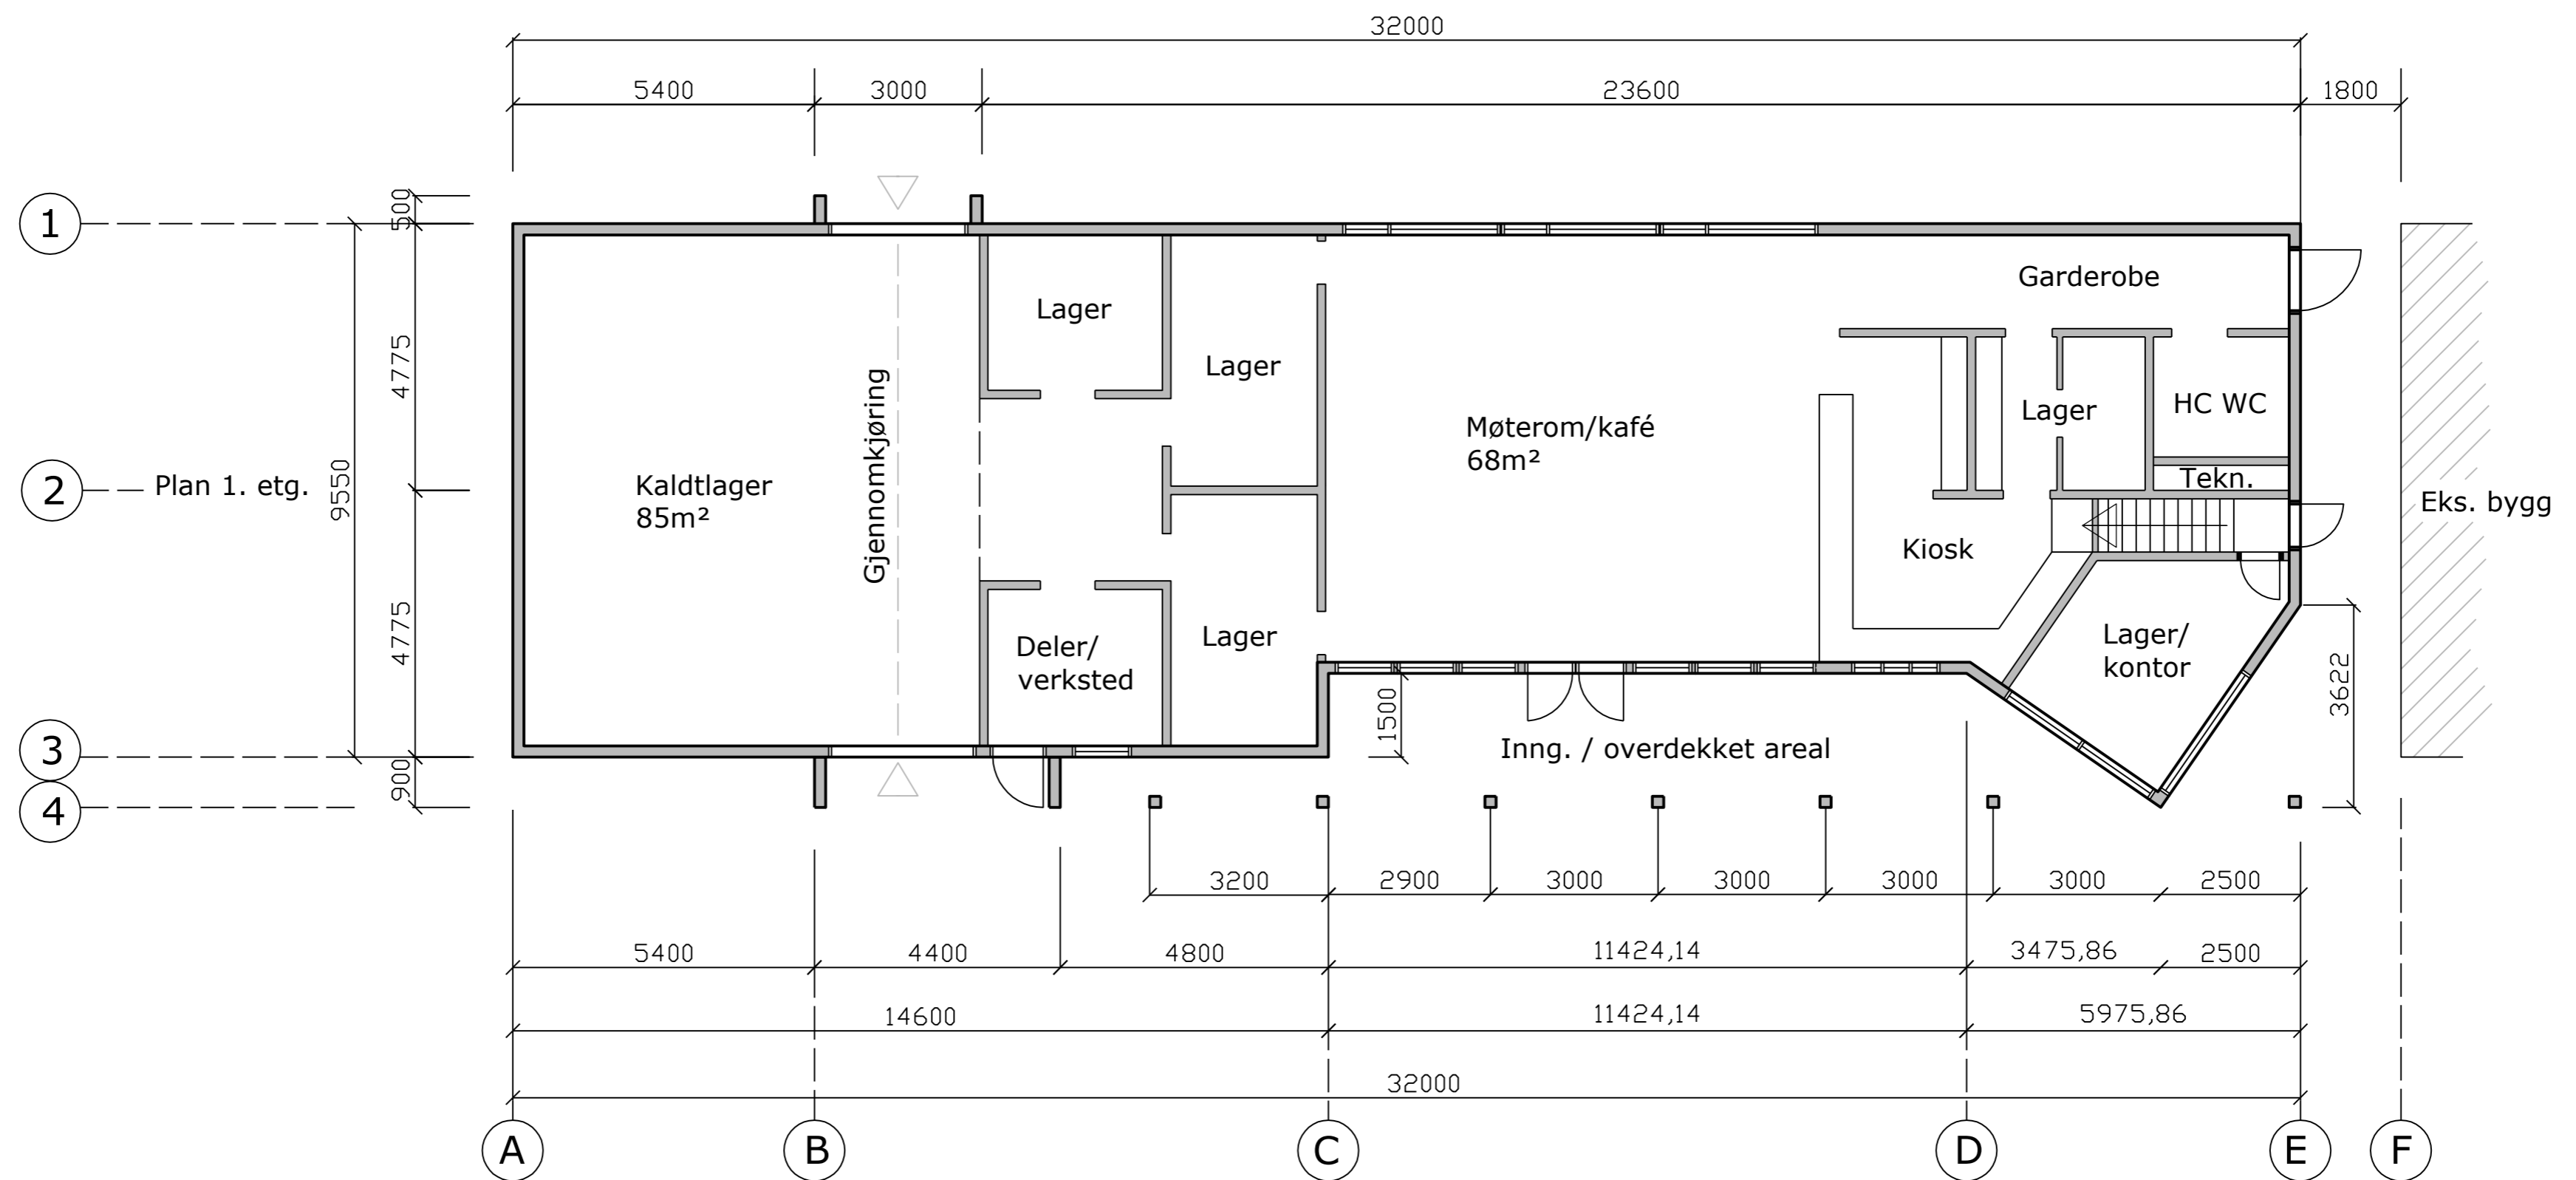 32000
5400
3000
23600
1800
1
500
4775
9550
4775
900
2
Plan 1. etg.
3
4
Gjennomkjøring
Kaldtlager
85m²
Lager
Lager
Deler/
verksted
Lager
Møterom/kafé
68m²
Garderobe
Lager
HC WC
Tekn.
Kiosk
Lager/
kontor
Eks. bygg
1500
Inng. / overdekket areal
3622
3200
2900
3000
3000
3000
3000
2500
5400
4400
4800
11424,14
3475,86
2500
14600
11424,14
5975,86
32000
A
B
C
D
E
F